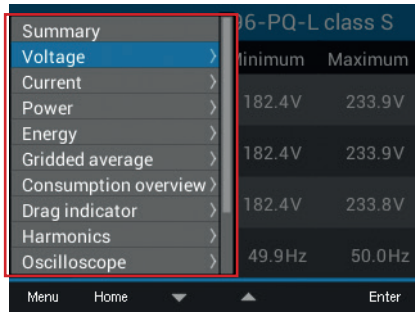 96-PQ-L class S
Summary
Voltage > Minimum Maximum
Current >
Power > 182.4V 233.9V
Energy >
Gridded average > 182.4V 233.9V
Consumption overview >
Drag indicator > 182.4V 233.8V
Harmonics >
Oscilloscope > 49.9Hz 50.0Hz
Menu Home Enter